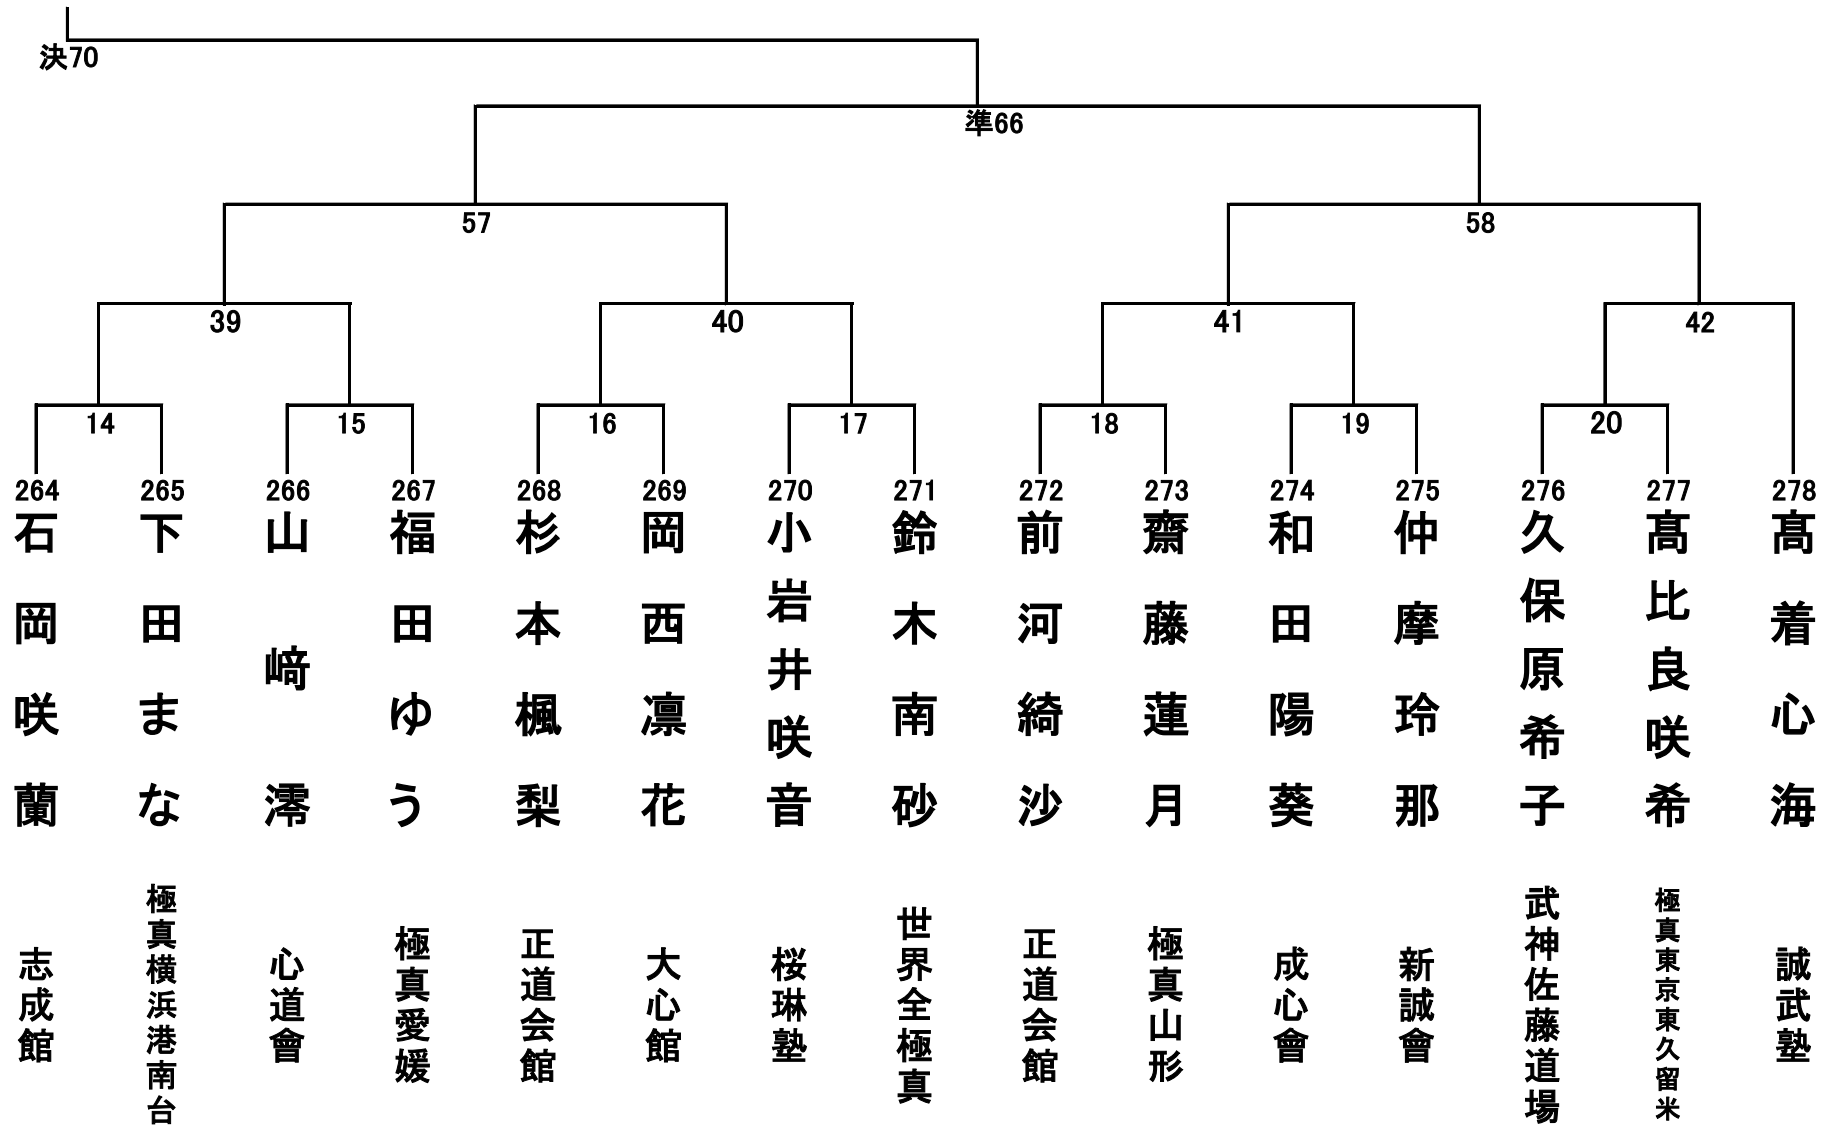 決70
準66
57
58
39
40
41
42
14
15
16
17
18
19
20
264
265
266
267
268
269
270
271
272
273
274
275
276
277
278
石岡咲蘭
下田まな
山﨑澪
福田ゆう
杉本楓梨
岡西凛花
小岩井咲音
鈴木南砂
前河綺沙
齋藤蓮月
和田陽葵
仲摩玲那
久保原希子
髙比良咲希
髙着心海
志成館
極真横浜港南台
心道會
極真愛媛
正道会館
大心館
桜琳塾
世界全極真
正道会館
極真山形
成心會
新誠會
武神佐藤道場
極真東京東久留米
誠武塾